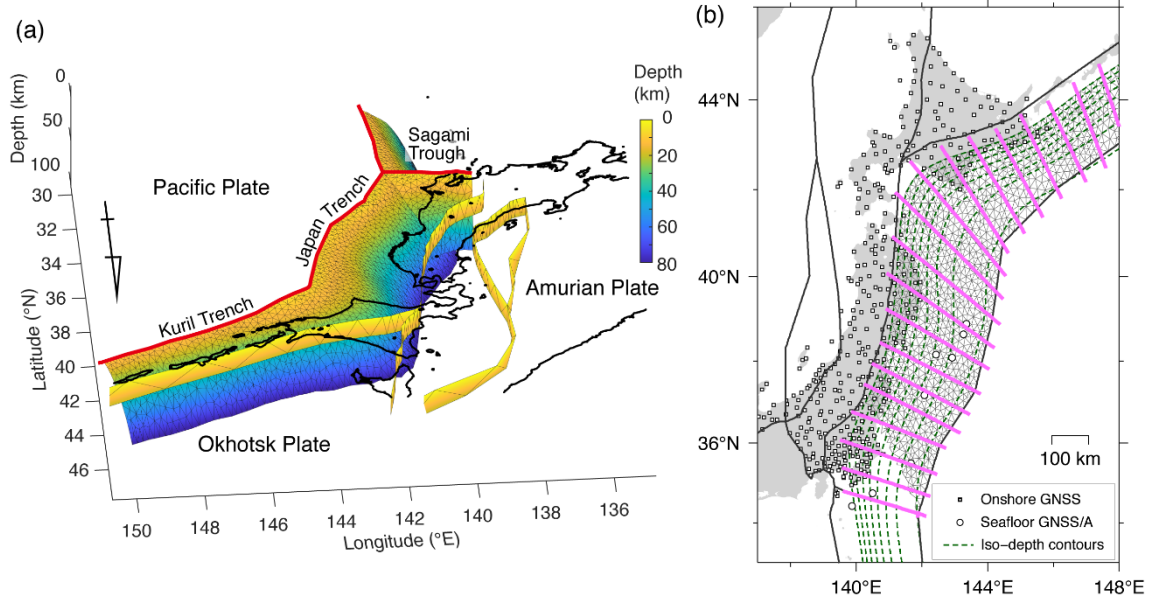 (a)
Depth (km)
0
50
100
30
32
34
36
38
40
42
44
46
Latitude (°N)
150
148
146
144
142
140
138
136
Longitude (°E)
Pacific Plate
Sagami
Trough
Japan Trench
Kuril Trench
Amurian Plate
Okhotsk Plate
Depth
(km)
0
20
40
60
80
(b)
44°N
40°N
36°N
140°E
144°E
148°E
100 km
Onshore GNSS
Seafloor GNSS/A
Iso-depth contours